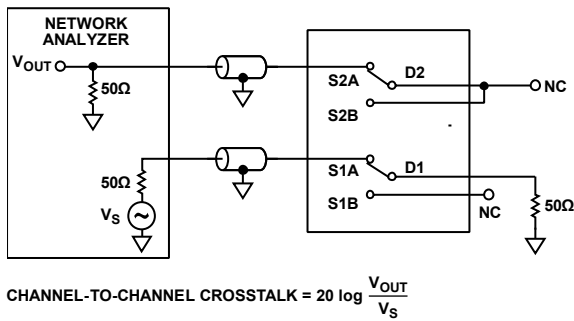 NETWORK
ANALYZER
VOUT
50Ω
S2A
D2
NC
S2B
50Ω
VS
S1A
D1
S1B
NC
50Ω
CHANNEL-TO-CHANNEL CROSSTALK = 20 log VOUT
VS